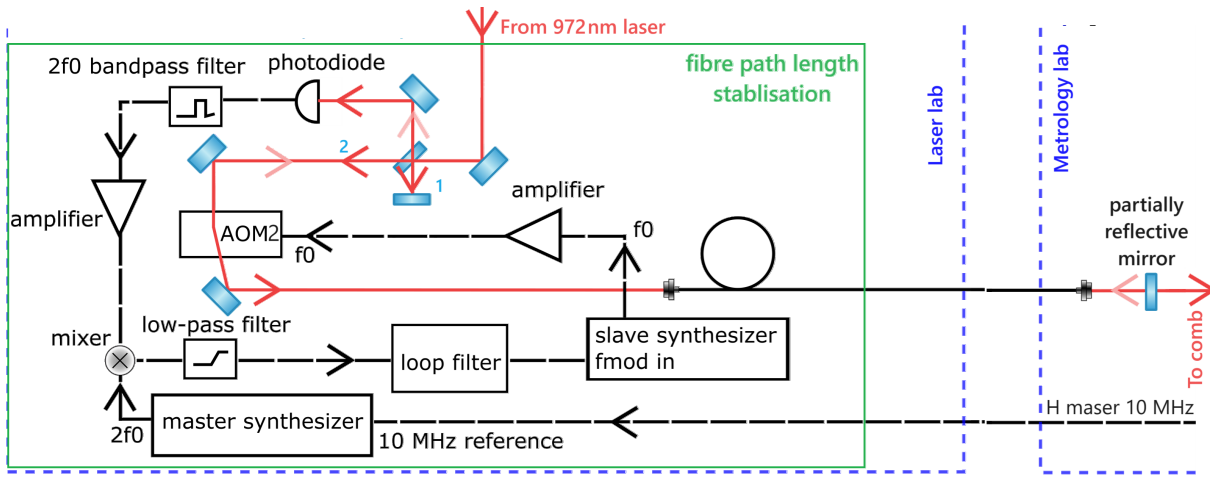 From 972nm laser
fibre path length
stablisation
2f0 bandpass filter
photodiode
Laser lab
Metrology lab
2
1
amplifier
amplifier
AOM2
f0
f0
partially
reflective
mirror
low-pass filter
mixer
loop filter
slave synthesizer
fmod in
To comb
master synthesizer
2f0
10 MHz reference
H maser 10 MHz